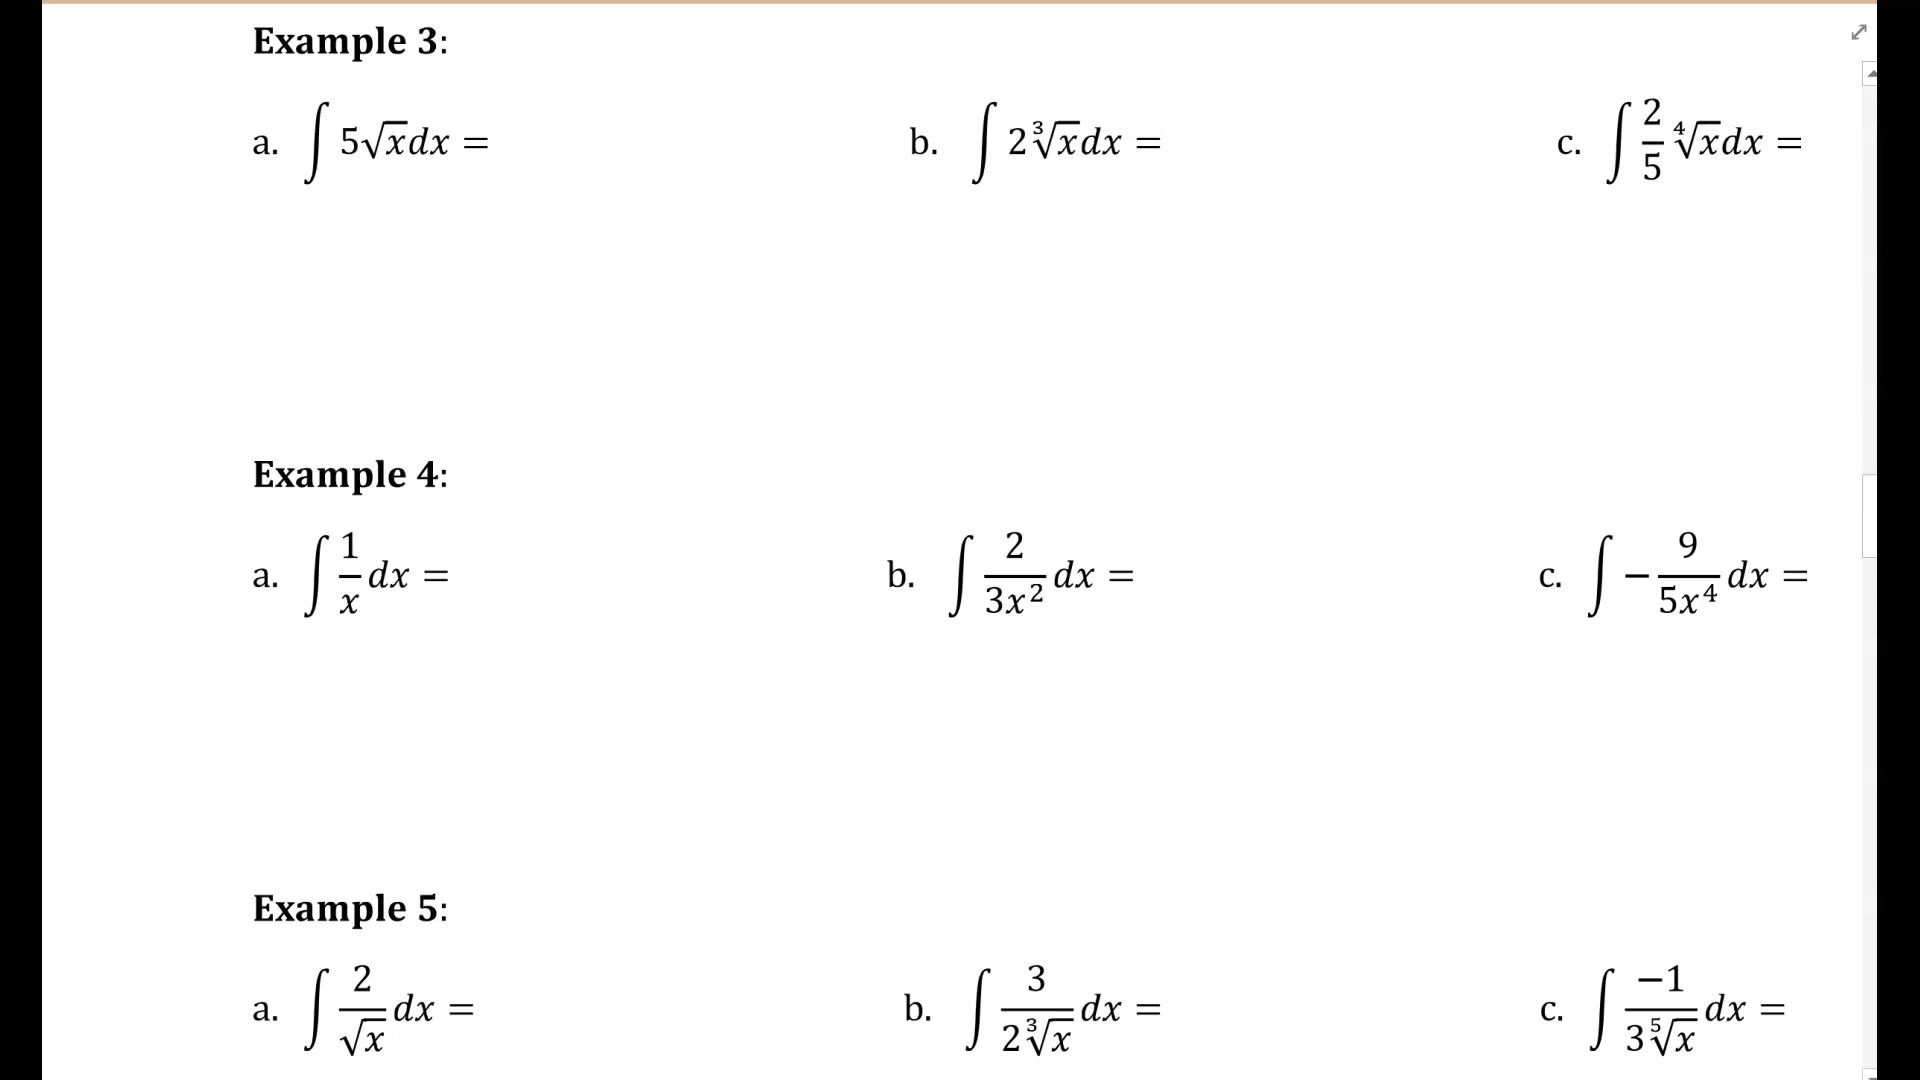 Example 3:
a. ∫ 5√x dx =
b. ∫ 2∛x dx =
c. ∫ 2/5 ∜x dx =
Example 4:
a. ∫ 1/x dx =
b. ∫ 2/(3x²) dx =
c. ∫ − 9/(5x⁴) dx =
Example 5:
a. ∫ 2/√x dx =
b. ∫ 3/(2∛x) dx =
c. ∫ −1/(3⁵√x) dx =